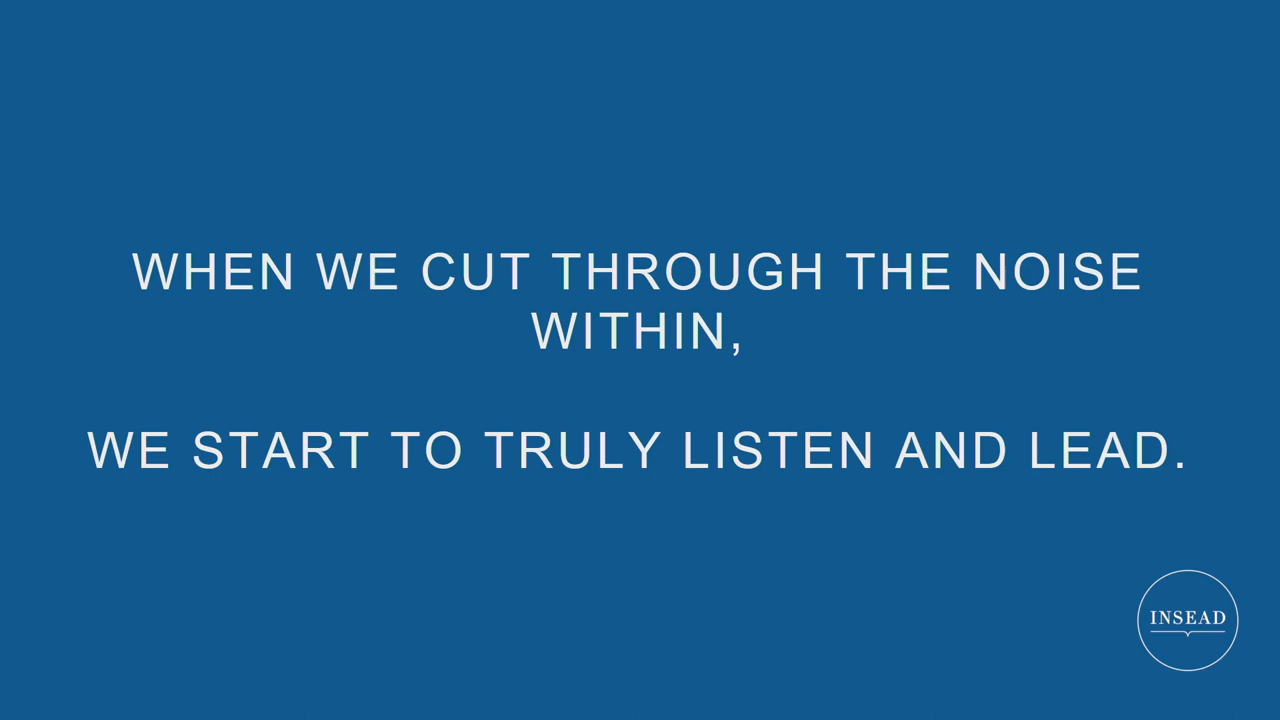 WHEN WE CUT THROUGH THE NOISE
WITHIN,
WE START TO TRULY LISTEN AND LEAD.
INSEAD